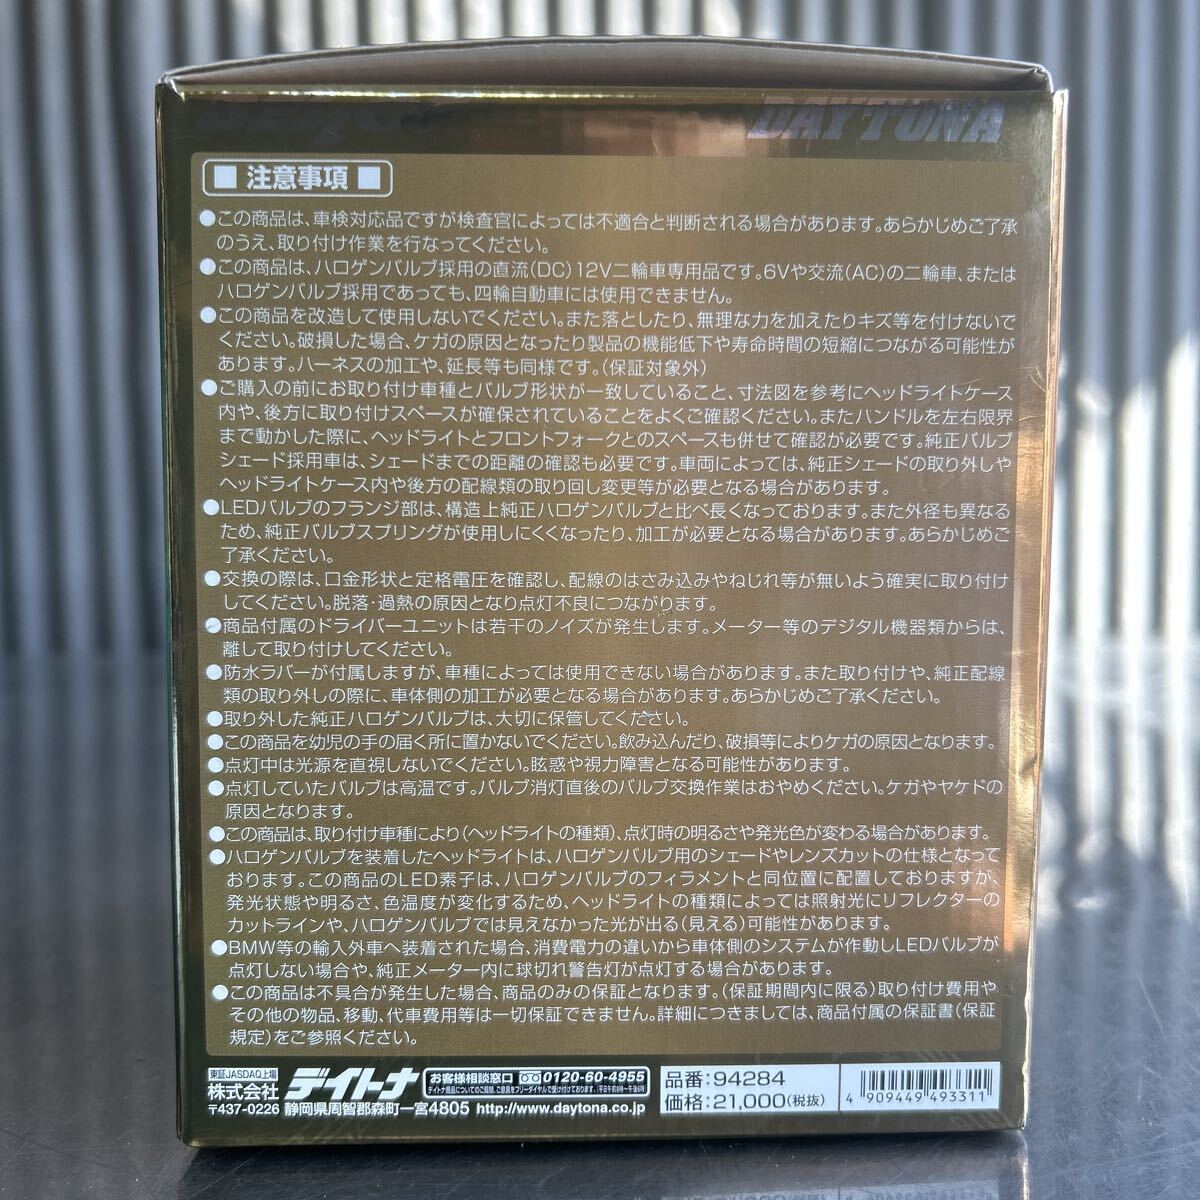 DAYTONA
■ 注意事項 ■
●この商品は、車検対応品ですが検査官によっては不適合と判断される場合があります。あらかじめご了承
のうえ、取り付け作業を行なってください。
●この商品は、ハロゲンバルブ採用の直流(DC)12V二輪車専用品です。6Vや交流(AC)の二輪車、または
ハロゲンバルブ採用であっても、四輪自動車には使用できません。
●この商品を改造して使用しないでください。また落としたり、無理な力を加えたりキズ等を付けないで
ください。破損した場合、ケガの原因となったり製品の機能低下や寿命時間の短縮につながる可能性が
あります。ハーネスの加工や、延長等も同様です。(保証対象外)
●ご購入の前にお取り付け車種とバルブ形状が一致していること、寸法図を参考にヘッドライトケース
内や、後方に取り付けスペースが確保されていることをよくご確認ください。またハンドルを左右限界
まで動かした際に、ヘッドライトとフロントフォークとのスペースも併せて確認が必要です。純正バルブ
シェード採用車は、シェードまでの距離の確認も必要です。車両によっては、純正シェードの取り外しや
ヘッドライトケース内や後方の配線類の取り回し変更等が必要となる場合があります。
●LEDバルブのフランジ部は、構造上純正ハロゲンバルブと比べ長くなっております。また外径も異なる
ため、純正バルブスプリングが使用しにくくなったり、加工が必要となる場合があります。あらかじめご
了承ください。
●交換の際は、口金形状と定格電圧を確認し、配線のはさみ込みやねじれ等が無いよう確実に取り付け
してください。脱落・過熱の原因となり点灯不良につながります。
●商品付属のドライバーユニットは若干のノイズが発生します。メーター等のデジタル機器類からは、
離して取り付けしてください。
●防水ラバーが付属しますが、車種によっては使用できない場合があります。また取り付けや、純正配線
類の取り外しの際に、車体側の加工が必要となる場合があります。あらかじめご了承ください。
●取り外した純正ハロゲンバルブは、大切に保管してください。
●この商品を幼児の手の届く所に置かないでください。飲み込んだり、破損等によりケガの原因となります。
●点灯中は光源を直視しないでください。眩惑や視力障害となる可能性があります。
●点灯していたバルブは高温です。バルブ消灯直後のバルブ交換作業はおやめください。ケガやヤケドの
原因となります。
●この商品は、取り付け車種により(ヘッドライトの種類)、点灯時の明るさや発光色が変わる場合があります。
●ハロゲンバルブを装着したヘッドライトは、ハロゲンバルブ用のシェードやレンズカットの仕様となって
おります。この商品のLED素子は、ハロゲンバルブのフィラメントと同位置に配置しておりますが、
発光状態や明るさ、色温度が変化するため、ヘッドライトの種類によっては照射光にリフレクターの
カットラインや、ハロゲンバルブでは見えなかった光が出る(見える)可能性があります。
●BMW等の輸入外車へ装着された場合、消費電力の違いから車体側のシステムが作動しLEDバルブが
点灯しない場合や、純正メーター内に球切れ警告灯が点灯する場合があります。
●この商品は不具合が発生した場合、商品のみの保証となります。(保証期間内に限る)取り付け費用や
その他の物品、移動、代車費用等は一切保証できません。詳細につきましては、商品付属の保証書(保証
規定)をご参照ください。
東証JASDAQ上場
株式会社 デイトナ
お客様相談窓口 0120-60-4955
デイトナ商品についてのご質問、ご意見をフリーダイヤルで受け付けております。(平日午前9時〜午後6時)
〒437-0226 静岡県周智郡森町一宮4805 http://www.daytona.co.jp
品番:94284
価格:21,000(税抜)
4 909449 493311